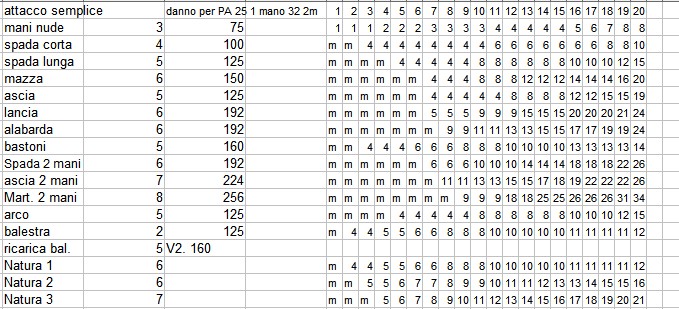 attacco semplice danno per PA 25 1 mano 32 2m 1 2 3 4 5 6 7 8 9 10 11 12 13 14 15 16 17 18 19 20
mani nude 3 75 1 1 1 2 2 2 3 3 3 3 4 4 4 4 4 5 6 7 8 8
spada corta 4 100 m m 4 4 4 4 4 4 4 4 6 6 6 6 6 6 8 8 8 10
spada lunga 5 125 m m m m 4 4 4 4 4 8 8 8 8 8 8 10 10 10 12 15
mazza 6 150 m m m m m m 4 4 4 8 8 8 12 12 12 14 14 14 16 20
ascia 5 125 m m m m m m 4 4 4 4 4 8 8 8 8 12 12 15 15 19
lancia 6 192 m m m m m m 5 5 5 9 9 9 15 15 15 20 20 20 21 24
alabarda 6 192 m m m m m m m 9 9 11 11 13 13 15 15 17 17 19 19 24
bastoni 5 160 m m 4 4 4 6 6 6 8 8 8 10 10 10 10 13 13 13 13 14
Spada 2 mani 6 192 m m m m m m 6 6 6 10 10 10 14 14 14 18 18 18 22 26
ascia 2 mani 7 224 m m m m m m m 11 11 13 13 15 15 17 18 19 22 22 22 26
Mart. 2 mani 8 256 m m m m m m m m 9 9 9 18 18 25 25 26 26 26 31 34
arco 5 125 m m m m 4 4 4 4 4 8 8 8 8 8 8 10 10 10 12 15
balestra 2 125 m 4 4 5 5 6 6 8 8 8 10 10 10 10 10 11 11 11 11 12
ricarica bal. 5 V2. 160
Natura 1 6 m 4 4 5 5 6 6 8 8 8 10 10 10 10 10 11 11 11 11 12
Natura 2 6 m m 5 5 6 7 7 8 9 9 10 11 12 12 13 14 14 15 15 16
Natura 3 7 m m m 5 6 7 8 9 10 11 12 12 13 14 15 16 17 18 20 21